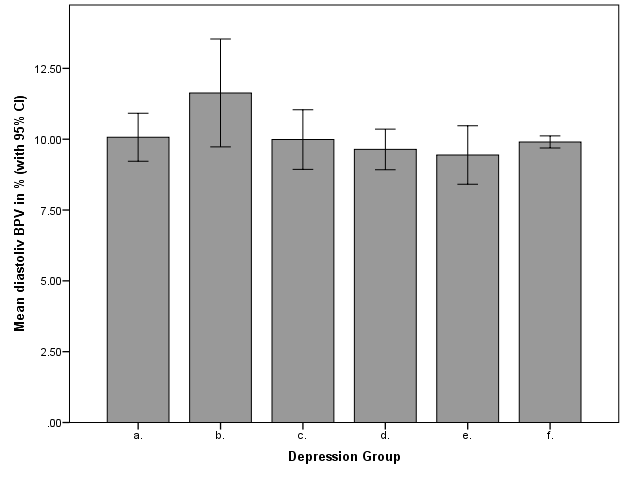 Mean diastoliv BPV in % (with 95% CI)
12.50
10.00
7.50
5.00
2.50
.00
a. b. c. d. e. f.
Depression Group